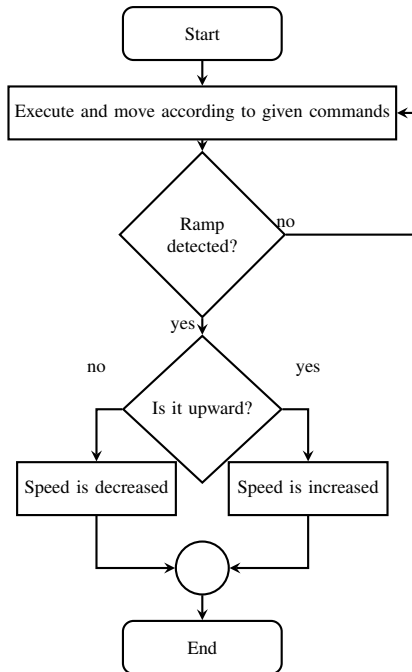 Start
Execute and move according to given commands
Ramp
detected?
no
yes
no
yes
Is it upward?
Speed is decreased
Speed is increased
End